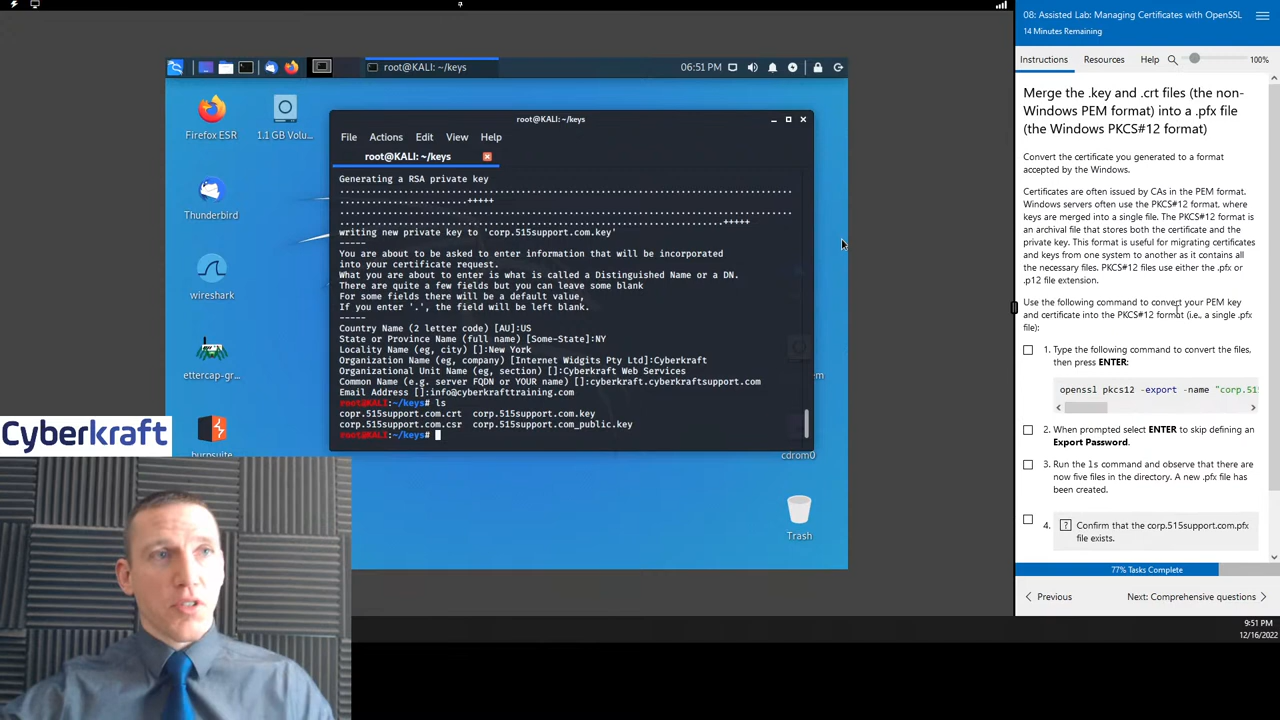 08: Assisted Lab: Managing Certificates with OpenSSL
14 Minutes Remaining
Instructions
Resources
Help
100%
root@KALI: ~/keys
06:51 PM
Firefox ESR
1.1 GB Volu...
Thunderbird
wireshark
ettercap-gr...
burpsuite
cdrom0
Trash
root@KALI: ~/keys
File Actions Edit View Help
root@KALI: ~/keys
Generating a RSA private key
.....................................................................................
........................+++++
.....................................................................................
.........................................................................+++++
writing new private key to 'corp.515support.com.key'
-----
You are about to be asked to enter information that will be incorporated
into your certificate request.
What you are about to enter is what is called a Distinguished Name or a DN.
There are quite a few fields but you can leave some blank
For some fields there will be a default value,
If you enter '.', the field will be left blank.
-----
Country Name (2 letter code) [AU]:US
State or Province Name (full name) [Some-State]:NY
Locality Name (eg, city) []:New York
Organization Name (eg, company) [Internet Widgits Pty Ltd]:Cyberkraft
Organizational Unit Name (eg, section) []:Cyberkraft Web Services
Common Name (e.g. server FQDN or YOUR name) []:cyberkraft.cyberkraftsupport.com
Email Address []:info@cyberkrafttraining.com
root@KALI:~/keys# ls
copr.515support.com.crt corp.515support.com.key
corp.515support.com.csr corp.515support.com_public.key
root@KALI:~/keys#
Cyberkraft
Merge the .key and .crt files (the non-
Windows PEM format) into a .pfx file
(the Windows PKCS#12 format)
Convert the certificate you generated to a format
accepted by the Windows.
Certificates are often issued by CAs in the PEM format.
Windows servers often use the PKCS#12 format, where
keys are merged into a single file. The PKCS#12 format is
an archival file that stores both the certificate and the
private key. This format is useful for migrating certificates
and keys from one system to another as it contains all
the necessary files. PKCS#12 files use either the .pfx or
.p12 file extension.
Use the following command to convert your PEM key
and certificate into the PKCS#12 format (i.e., a single .pfx
file):
1. Type the following command to convert the files,
then press ENTER:
openssl pkcs12 -export -name "corp.515
2. When prompted select ENTER to skip defining an
Export Password.
3. Run the ls command and observe that there are
now five files in the directory. A new .pfx file has
been created.
4. ? Confirm that the corp.515support.com.pfx
file exists.
77% Tasks Complete
Previous
Next: Comprehensive questions
9:51 PM
12/16/2022